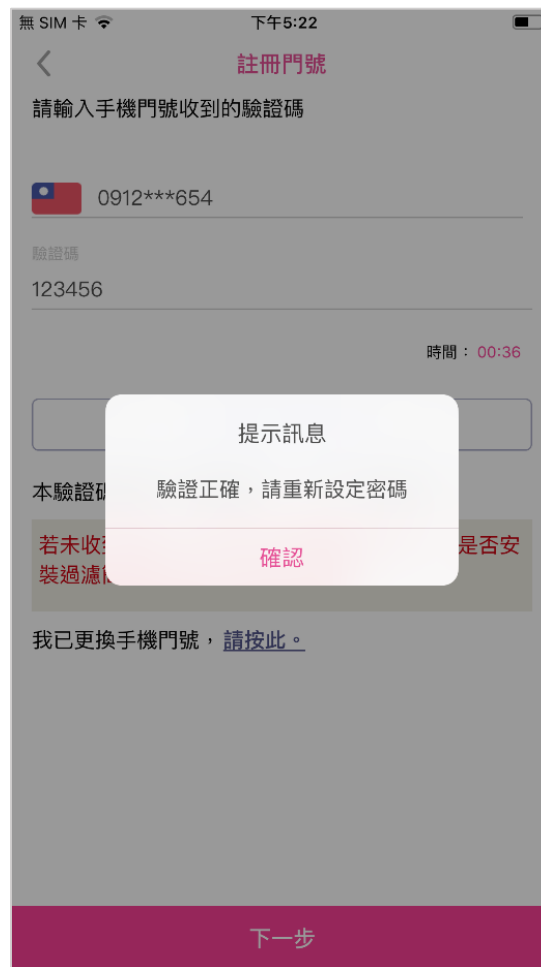 無 SIM 卡 下午5:22
註冊門號
請輸入手機門號收到的驗證碼
0912***654
驗證碼
123456
時間： 00:36
提示訊息
本驗證碼
驗證正確，請重新設定密碼
若未收 是否安
裝過濾
確認
我已更換手機門號，請按此。
下一步